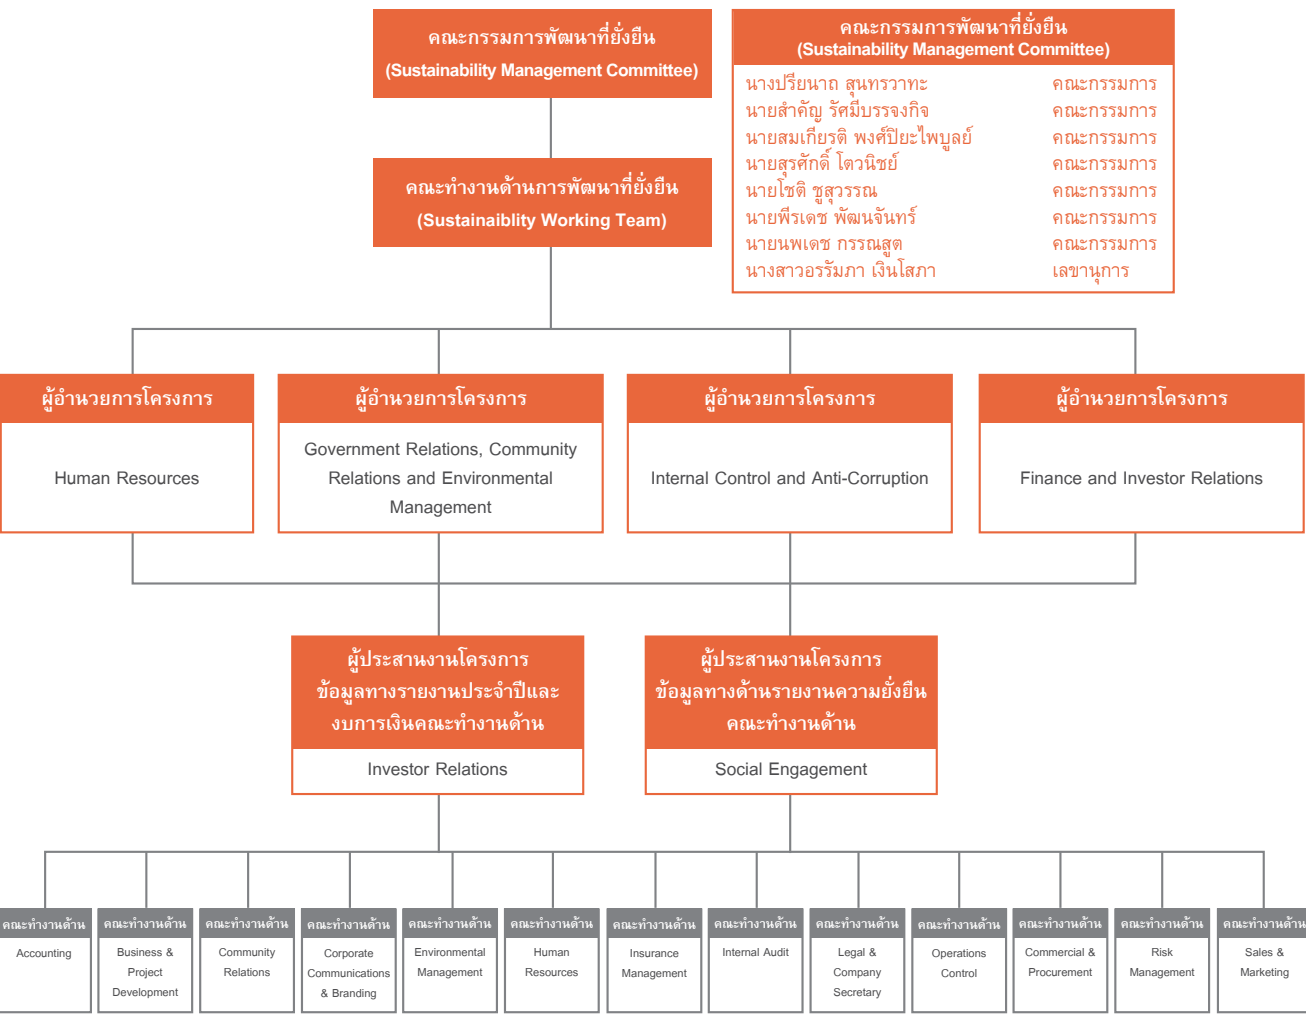 คณะกรรมการพัฒนาที่ยั่งยืน
(Sustainability Management Committee)
คณะกรรมการพัฒนาที่ยั่งยืน
(Sustainability Management Committee)
นางปรียนาถ สุนทรวาทะ คณะกรรมการ
นายสำคัญ รัศมีบรรจงกิจ คณะกรรมการ
นายสมเกียรติ พงศ์ปิยะไพบูลย์ คณะกรรมการ
นายสุรศักดิ์ โตวนิชย์ คณะกรรมการ
นายโชติ ชูสุวรรณ คณะกรรมการ
นายพีรเดช พัฒนจันทร์ คณะกรรมการ
นายนพเดช กรรณสูต คณะกรรมการ
นางสาวอรรัมภา เงินโสภา เลขานุการ
คณะทำงานด้านการพัฒนาที่ยั่งยืน
(Sustainaiblity Working Team)
ผู้อำนวยการโครงการ
Human Resources
ผู้อำนวยการโครงการ
Government Relations, Community
Relations and Environmental
Management
ผู้อำนวยการโครงการ
Internal Control and Anti-Corruption
ผู้อำนวยการโครงการ
Finance and Investor Relations
ผู้ประสานงานโครงการ
ข้อมูลทางรายงานประจำปีและ
งบการเงินคณะทำงานด้าน
Investor Relations
ผู้ประสานงานโครงการ
ข้อมูลทางด้านรายงานความยั่งยืน
คณะทำงานด้าน
Social Engagement
คณะทำงานด้าน
Accounting
คณะทำงานด้าน
Business &
Project
Development
คณะทำงานด้าน
Community
Relations
คณะทำงานด้าน
Corporate
Communications
& Branding
คณะทำงานด้าน
Environmental
Management
คณะทำงานด้าน
Human
Resources
คณะทำงานด้าน
Insurance
Management
คณะทำงานด้าน
Internal Audit
คณะทำงานด้าน
Legal &
Company
Secretary
คณะทำงานด้าน
Operations
Control
คณะทำงานด้าน
Commercial &
Procurement
คณะทำงานด้าน
Risk
Management
คณะทำงานด้าน
Sales &
Marketing